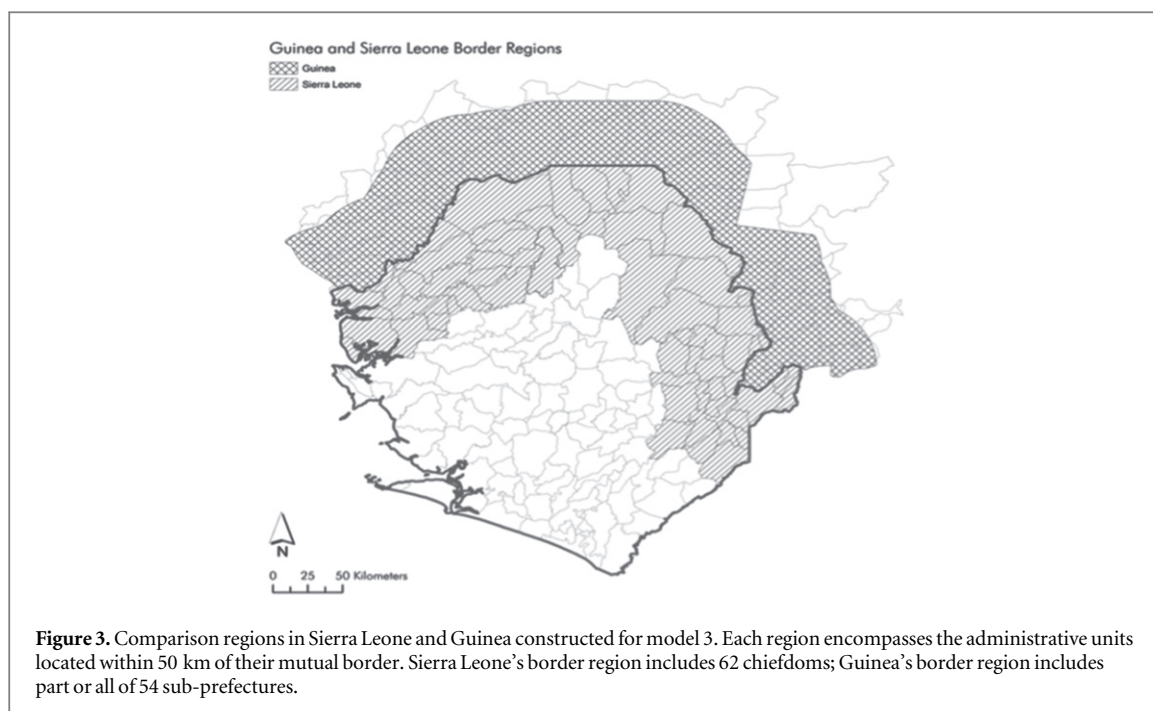 Guinea and Sierra Leone Border Regions
Guinea
Sierra Leone
N
0 25 50 Kilometers
Figure 3. Comparison regions in Sierra Leone and Guinea constructed for model 3. Each region encompasses the administrative units
located within 50 km of their mutual border. Sierra Leone's border region includes 62 chiefdoms; Guinea's border region includes
part or all of 54 sub-prefectures.